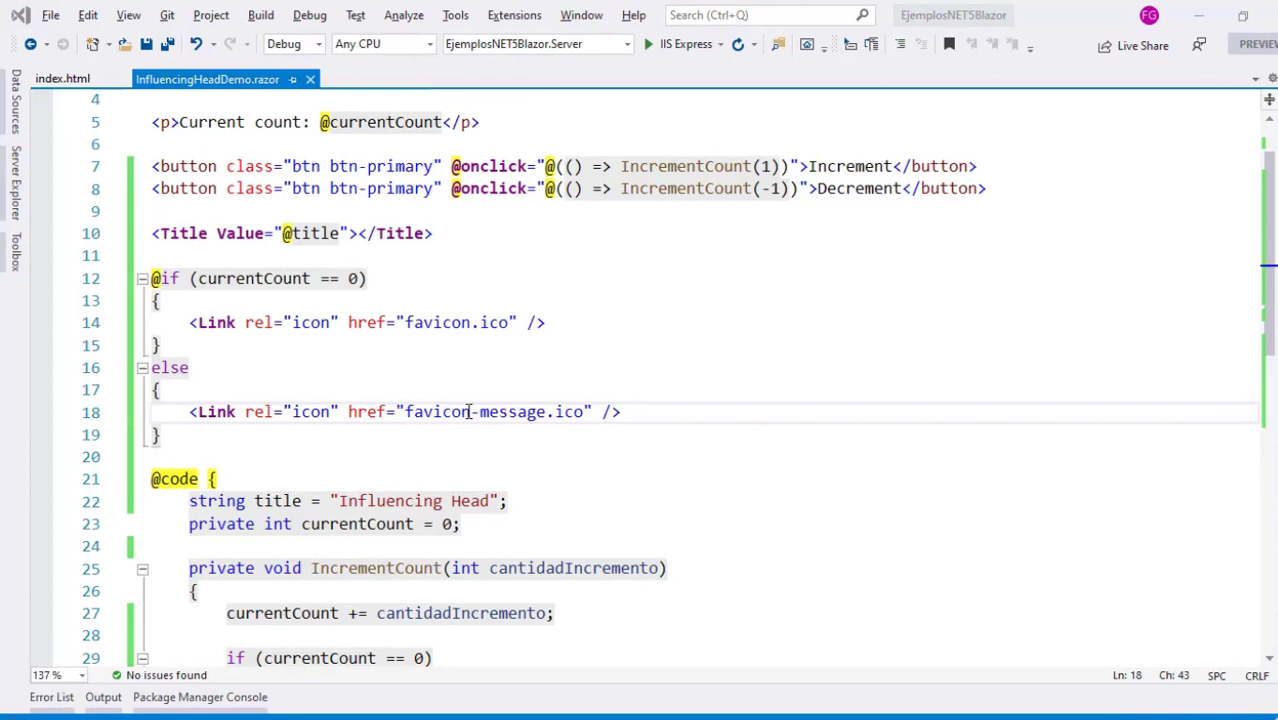 File Edit View Git Project Build Debug Test Analyze Tools Extensions Window Help Search (Ctrl+Q) EjemplosNET5Blazor FG
Debug Any CPU EjemplosNET5Blazor.Server IIS Express Live Share PREVIEW
index.html InfluencingHeadDemo.razor
Data Sources
Server Explorer
Toolbox
4
5 <p>Current count: @currentCount</p>
6
7 <button class="btn btn-primary" @onclick="@(() => IncrementCount(1))">Increment</button>
8 <button class="btn btn-primary" @onclick="@(() => IncrementCount(-1))">Decrement</button>
9
10 <Title Value="@title"></Title>
11
12 @if (currentCount == 0)
13 {
14 <Link rel="icon" href="favicon.ico" />
15 }
16 else
17 {
18 <Link rel="icon" href="favicon-message.ico" />
19 }
20
21 @code {
22 string title = "Influencing Head";
23 private int currentCount = 0;
24
25 private void IncrementCount(int cantidadIncremento)
26 {
27 currentCount += cantidadIncremento;
28
29 if (currentCount == 0)
137 % No issues found Ln: 18 Ch: 43 SPC CRLF
Error List Output Package Manager Console